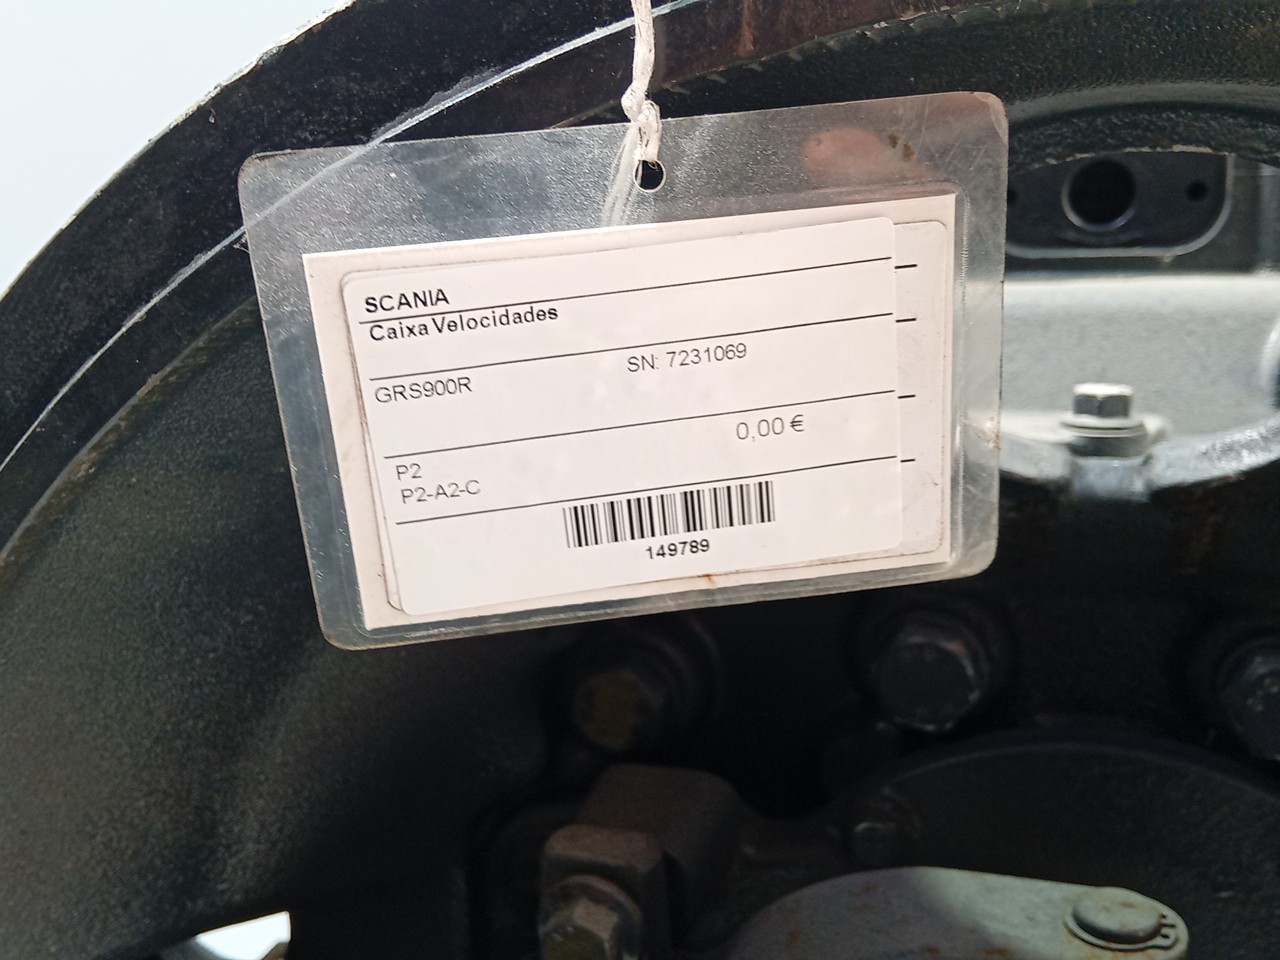 SCANIA
Caixa Velocidades
GRS900R SN: 7231069
0,00 €
P2
P2-A2-C
149789